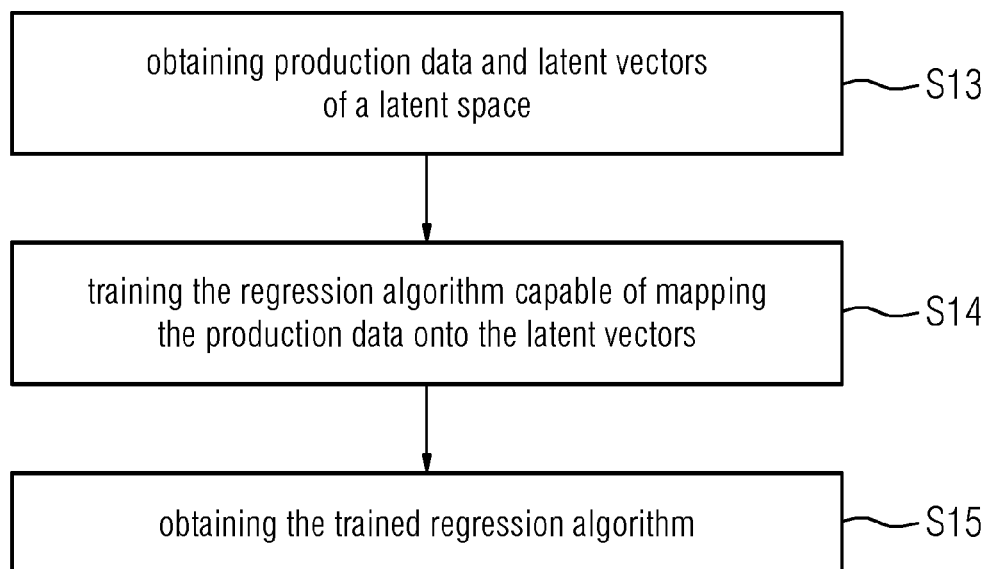 obtaining production data and latent vectors
of a latent space
S13
training the regression algorithm capable of mapping
the production data onto the latent vectors
S14
obtaining the trained regression algorithm
S15